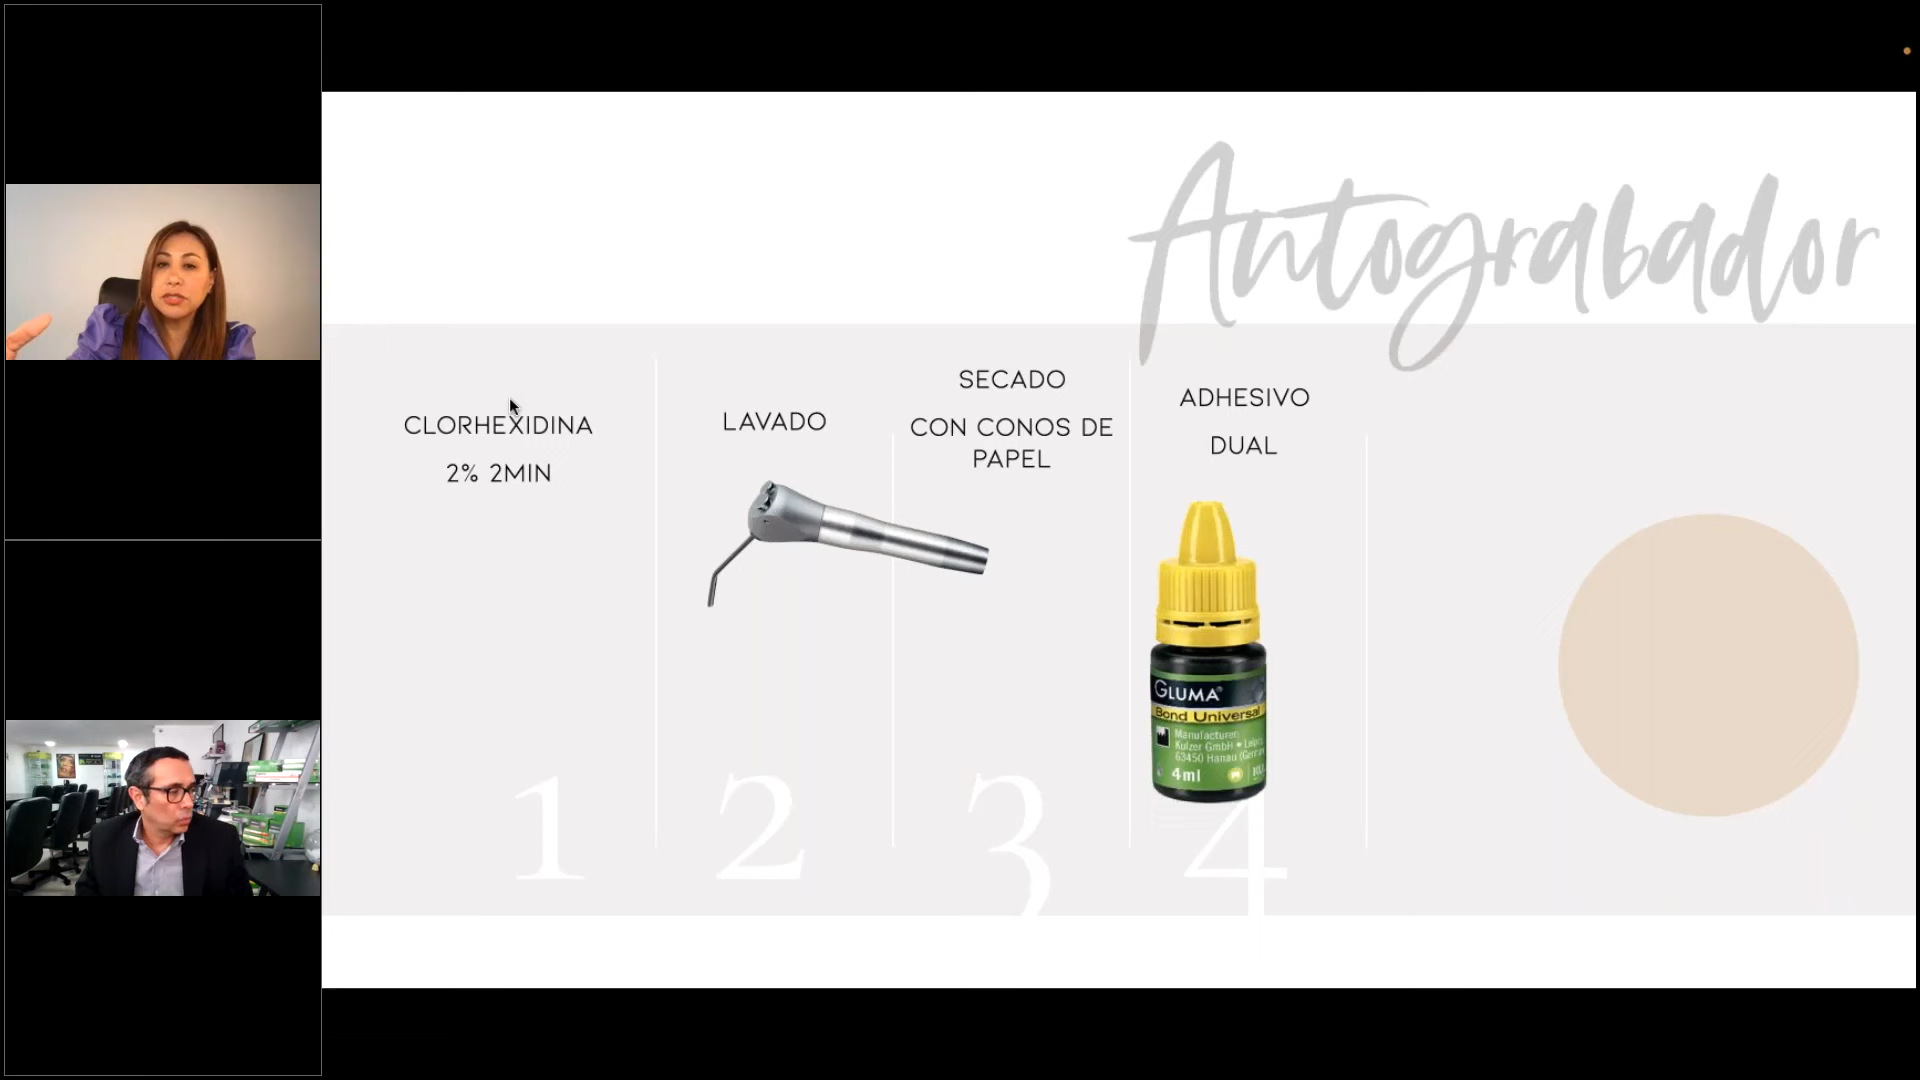 Autograbador
CLORHEXIDINA
2% 2MIN
LAVADO
SECADO
CON CONOS DE
PAPEL
ADHESIVO
DUAL
GLUMA®
Bond Universal
Manufacturer:
Kulzer GmbH •
63450 Hanau
4ml
1
2
3
4